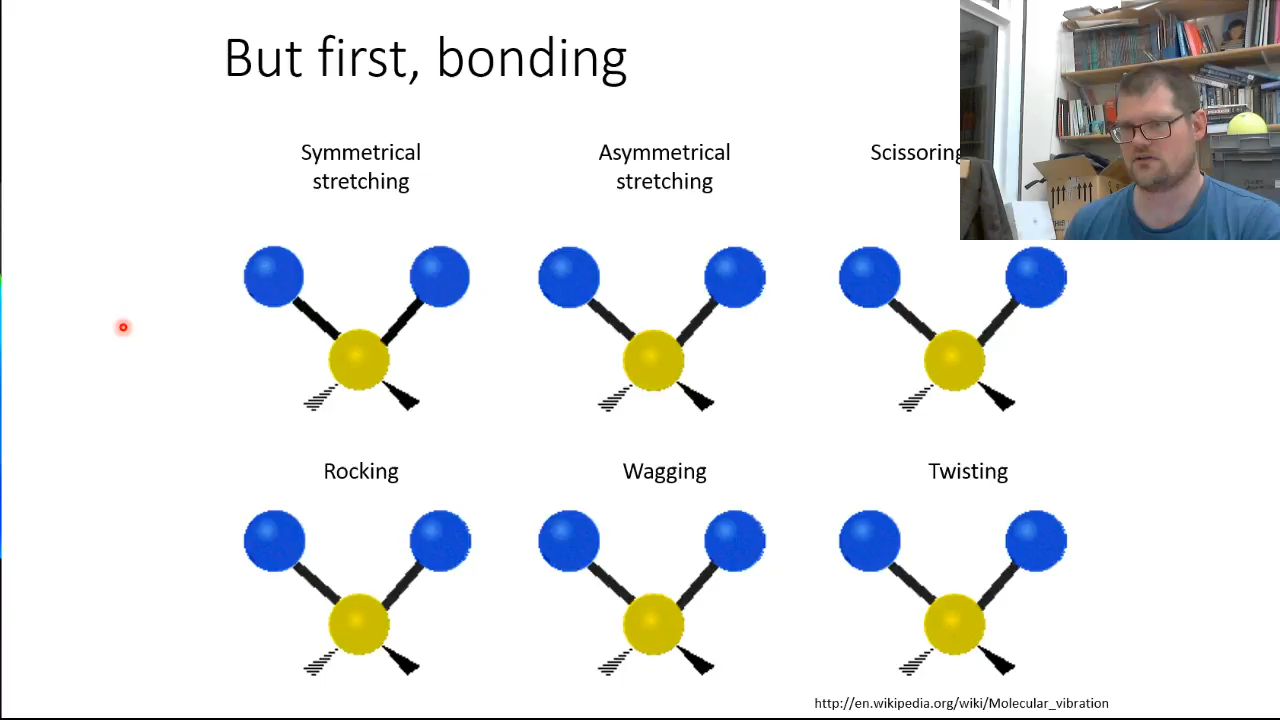 But first, bonding
Symmetrical
stretching
Asymmetrical
stretching
Scissoring
Rocking
Wagging
Twisting
http://en.wikipedia.org/wiki/Molecular_vibration